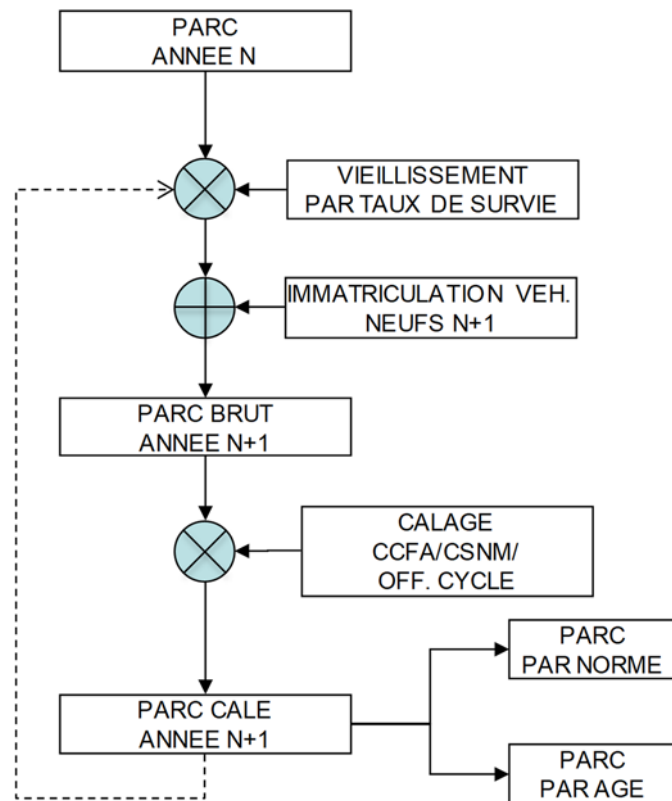 PARC
ANNEE N
VIEILLISSEMENT
PAR TAUX DE SURVIE
IMMATRICULATION VEH.
NEUFS N+1
PARC BRUT
ANNEE N+1
CALAGE
CCFA/CSNM/
OFF. CYCLE
PARC
PAR NORME
PARC CALE
ANNEE N+1
PARC
PAR AGE